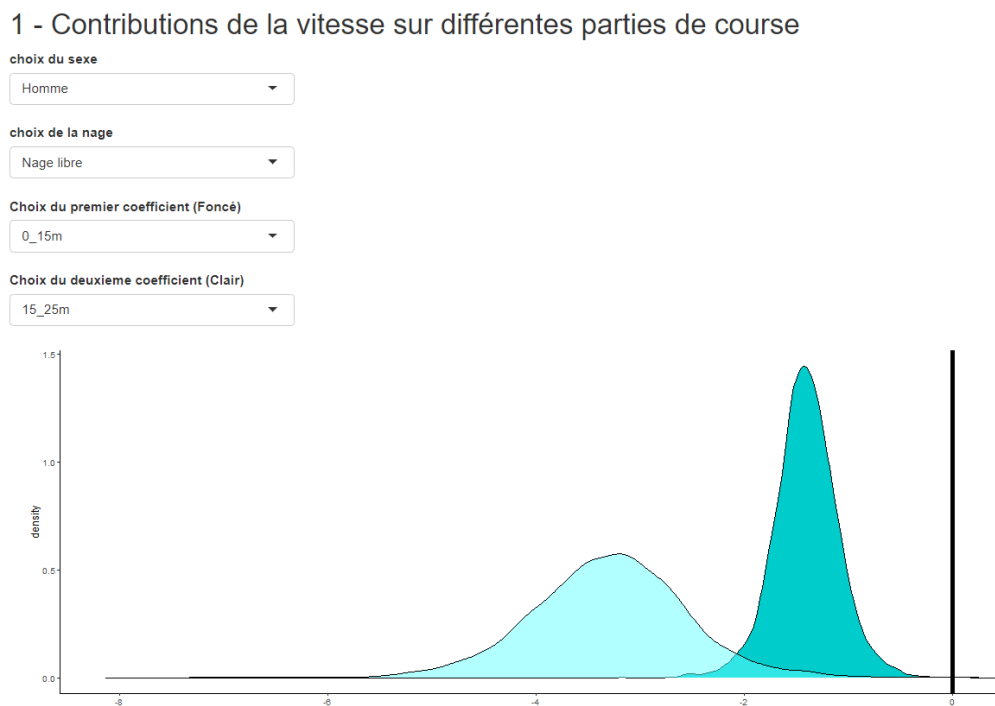 1 - Contributions de la vitesse sur différentes parties de course
choix du sexe
Homme
choix de la nage
Nage libre
Choix du premier coefficient (Foncé)
0_15m
Choix du deuxieme coefficient (Clair)
15_25m
1.5
1.0
density
0.5
0.0
-8 -6 -4 -2 0